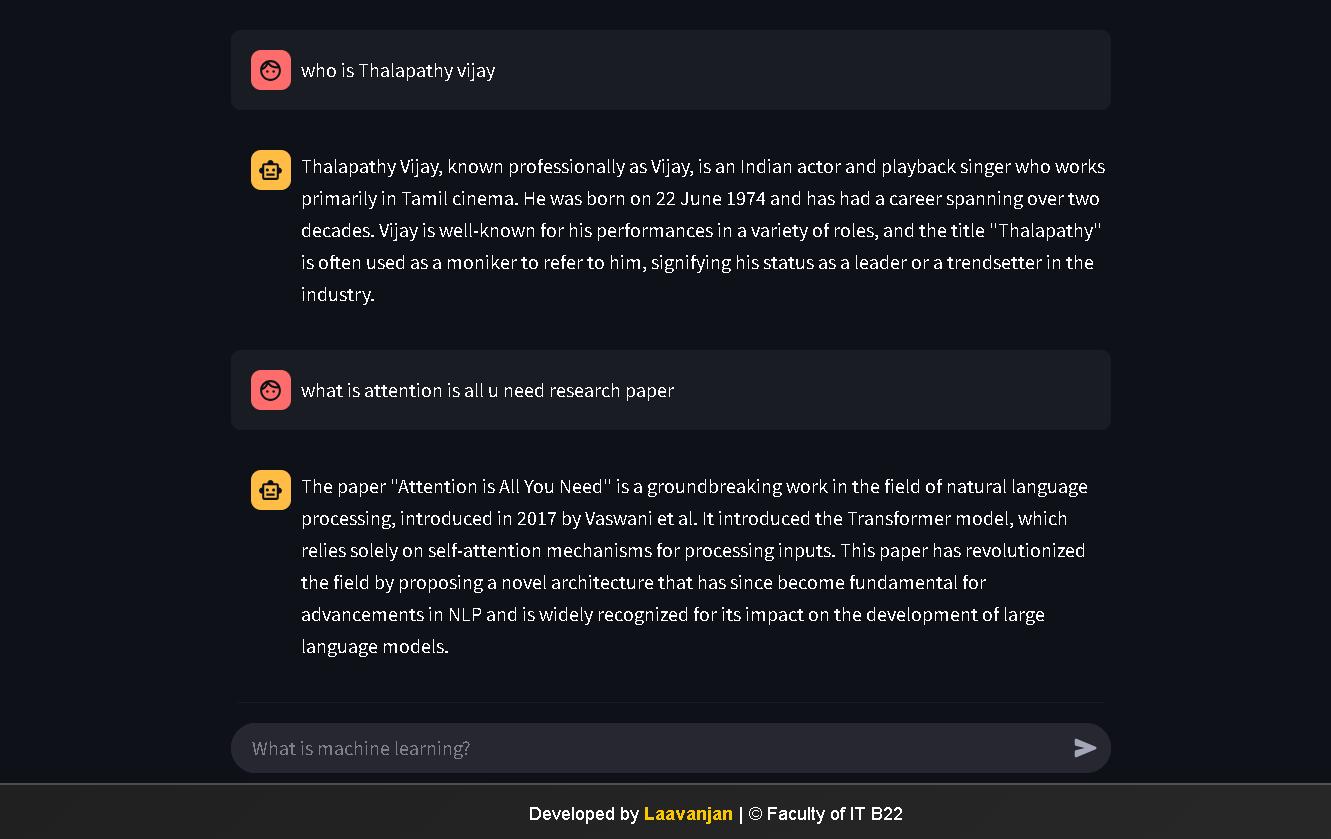 who is Thalapathy vijay
Thalapathy Vijay, known professionally as Vijay, is an Indian actor and playback singer who works
primarily in Tamil cinema. He was born on 22 June 1974 and has had a career spanning over two
decades. Vijay is well-known for his performances in a variety of roles, and the title "Thalapathy"
is often used as a moniker to refer to him, signifying his status as a leader or a trendsetter in the
industry.
what is attention is all u need research paper
The paper "Attention is All You Need" is a groundbreaking work in the field of natural language
processing, introduced in 2017 by Vaswani et al. It introduced the Transformer model, which
relies solely on self-attention mechanisms for processing inputs. This paper has revolutionized
the field by proposing a novel architecture that has since become fundamental for
advancements in NLP and is widely recognized for its impact on the development of large
language models.
What is machine learning?
Developed by Laavanjan | © Faculty of IT B22